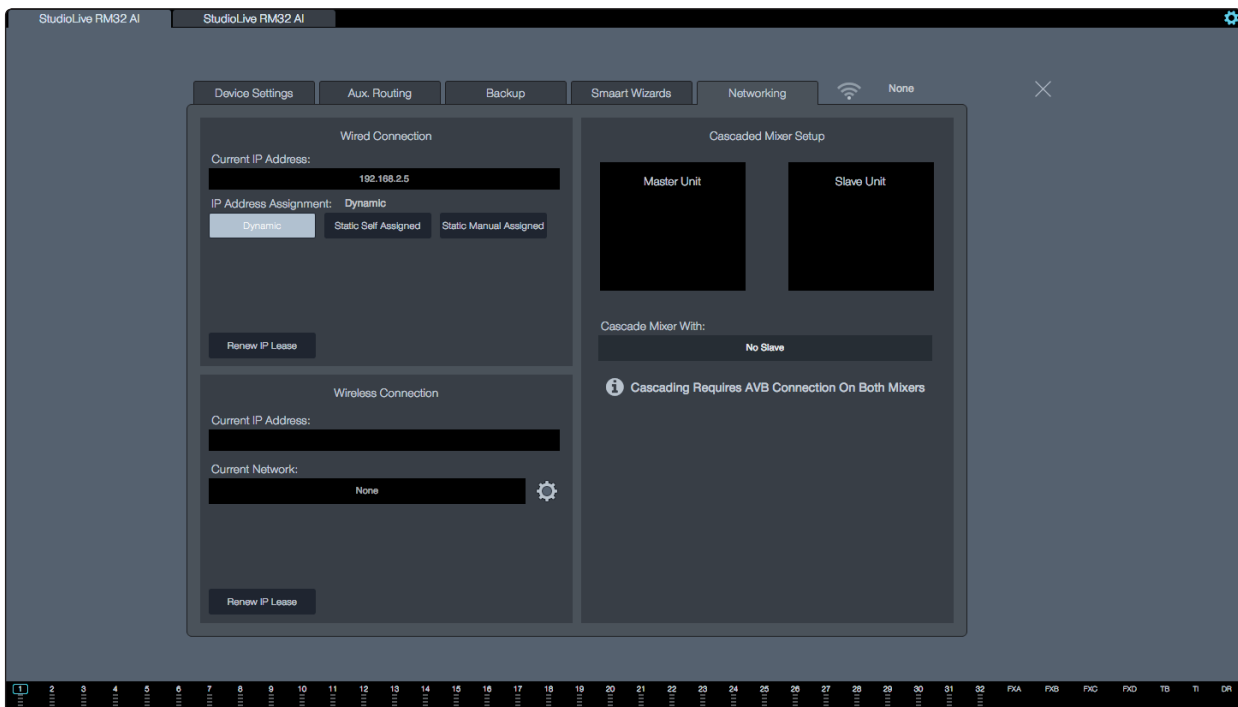 StudioLive RM32 AI
StudioLive RM32 AI
Device Settings
Aux. Routing
Backup
Smaart Wizards
Networking
None
Wired Connection
Current IP Address:
192.168.2.5
IP Address Assignment: Dynamic
Dynamic
Static Self Assigned
Static Manual Assigned
Renew IP Lease
Wireless Connection
Current IP Address:
Current Network:
None
Renew IP Lease
Cascaded Mixer Setup
Master Unit
Slave Unit
Cascade Mixer With:
No Slave
Cascading Requires AVB Connection On Both Mixers
1 2 3 4 5 6 7 8 9 10 11 12 13 14 15 16 17 18 19 20 21 22 23 24 25 26 27 28 29 30 31 32 FXA FXB FXC FXD TB TI DR